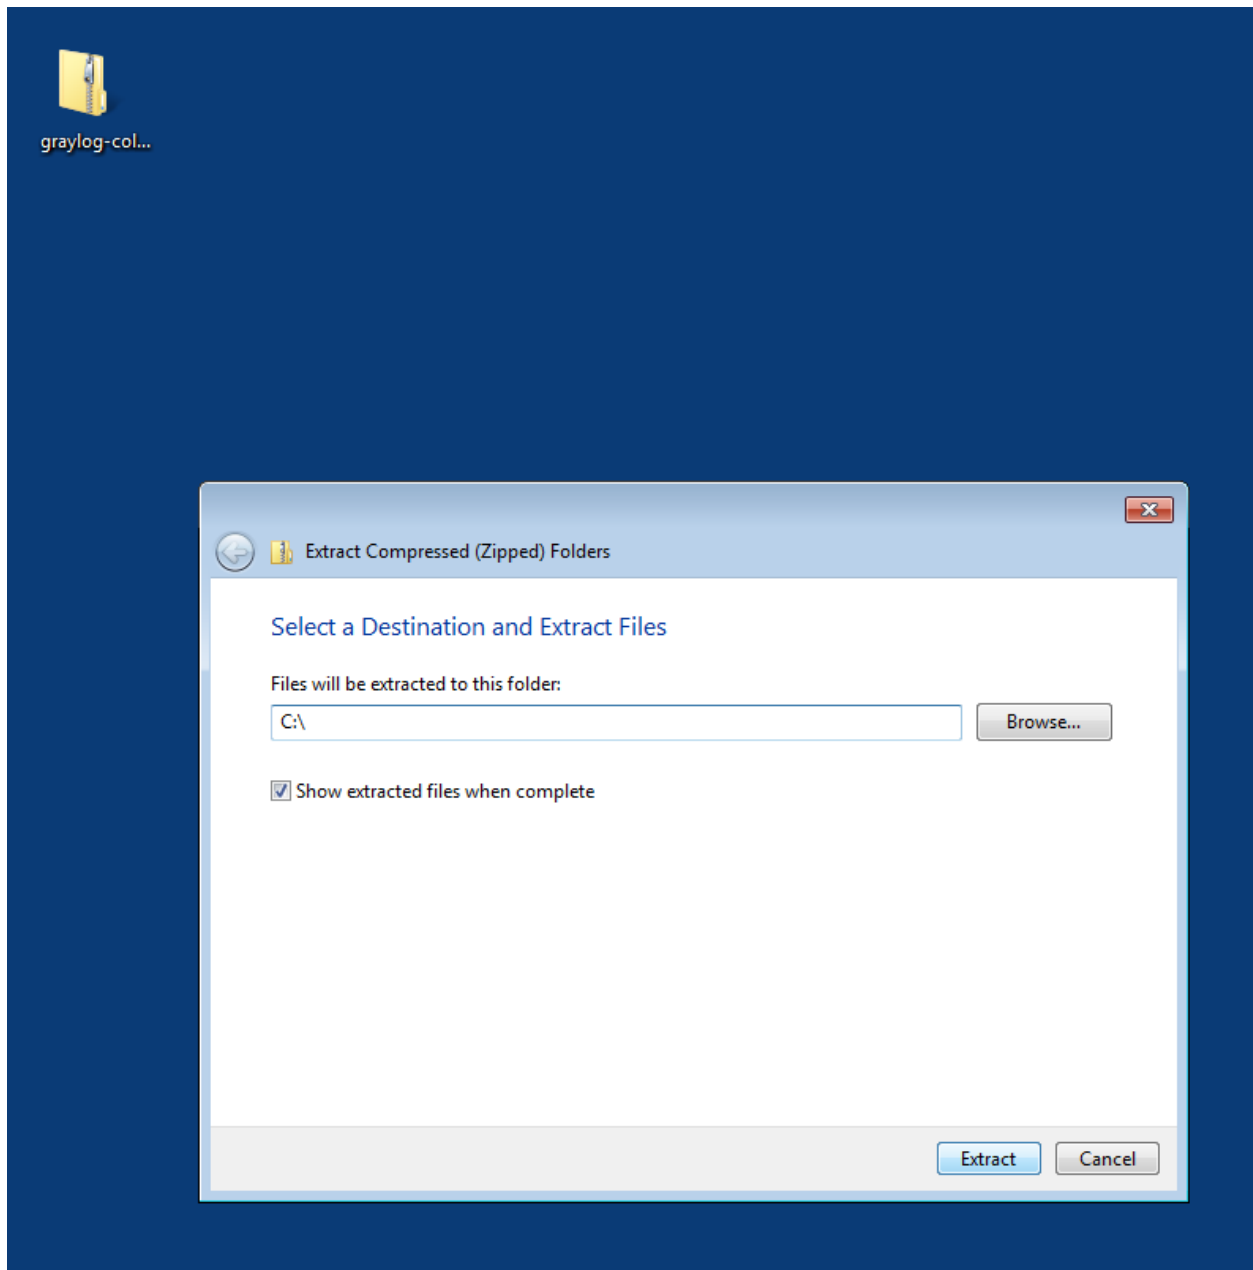 graylog-col...
Extract Compressed (Zipped) Folders
Select a Destination and Extract Files
Files will be extracted to this folder:
C:\
Browse...
Show extracted files when complete
Extract
Cancel